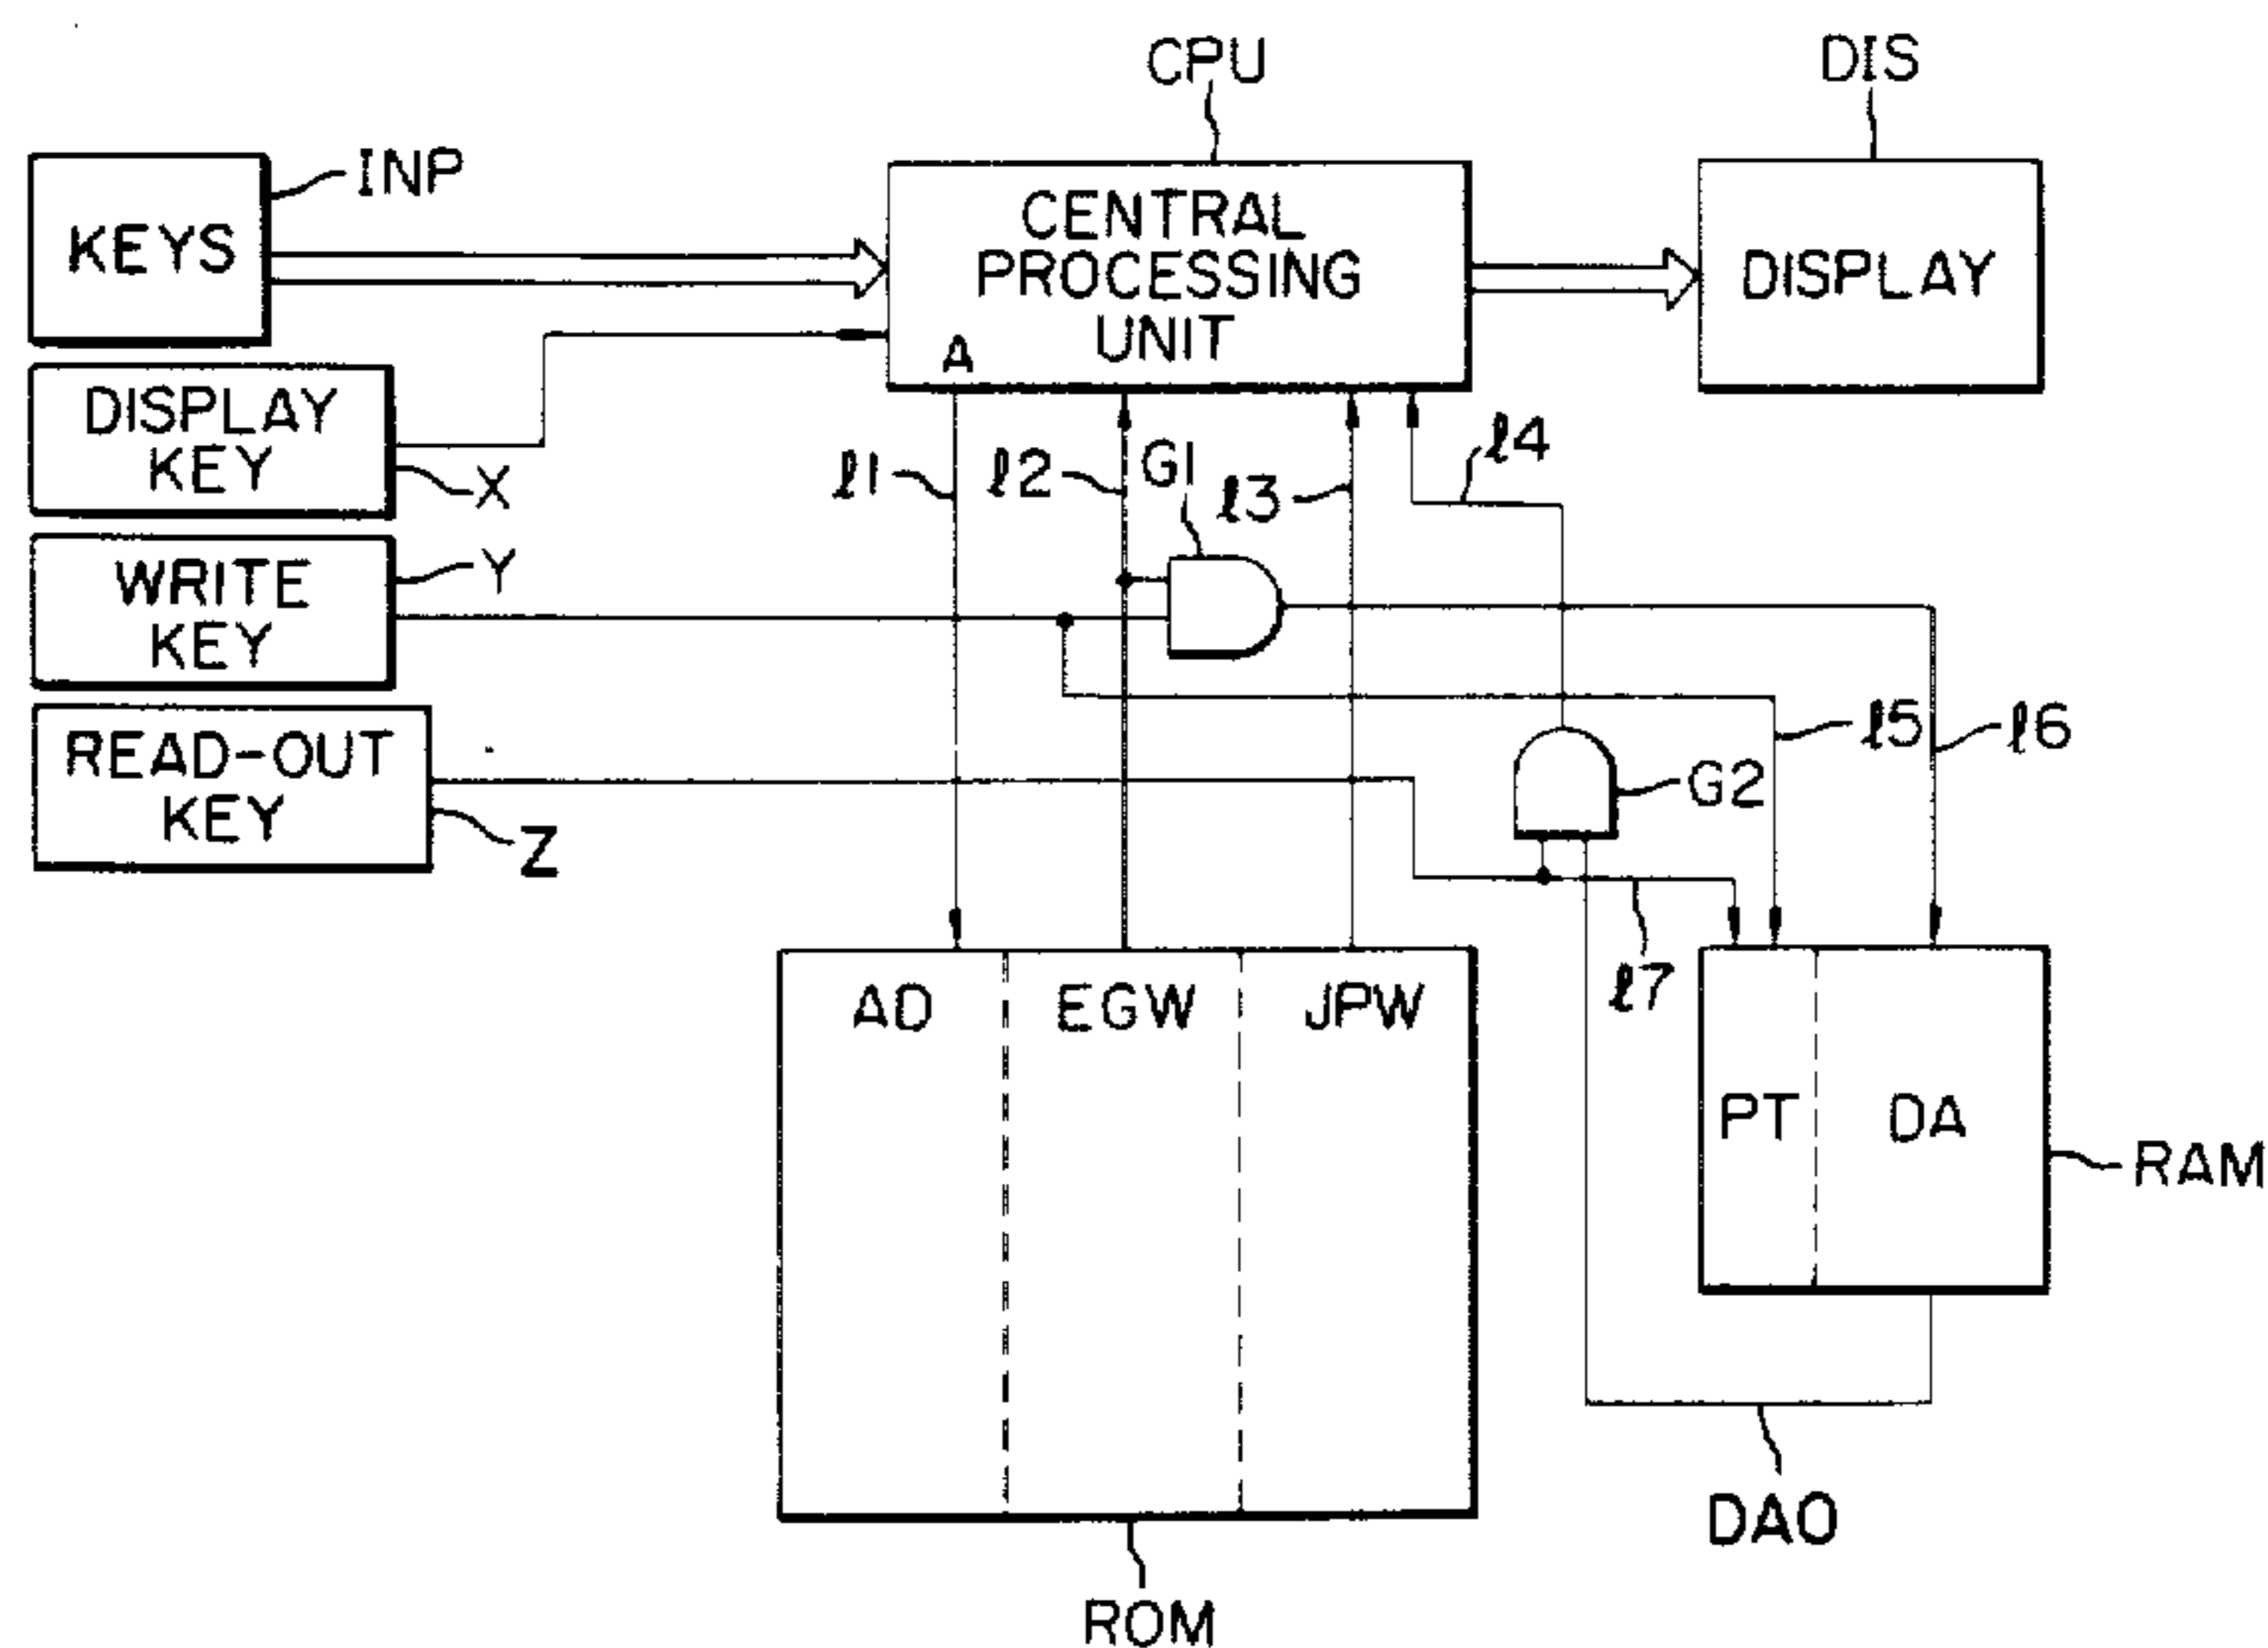 CPU
DIS
INP
KEYS
CENTRAL
PROCESSING
UNIT
A
DISPLAY
DISPLAY
KEY
X
ℓ1
ℓ2
G1
ℓ3
ℓ4
WRITE
KEY
Y
READ-OUT
KEY
Z
G2
ℓ5
ℓ6
ℓ7
AD
EGW
JPW
PT
DA
RAM
DAO
ROM